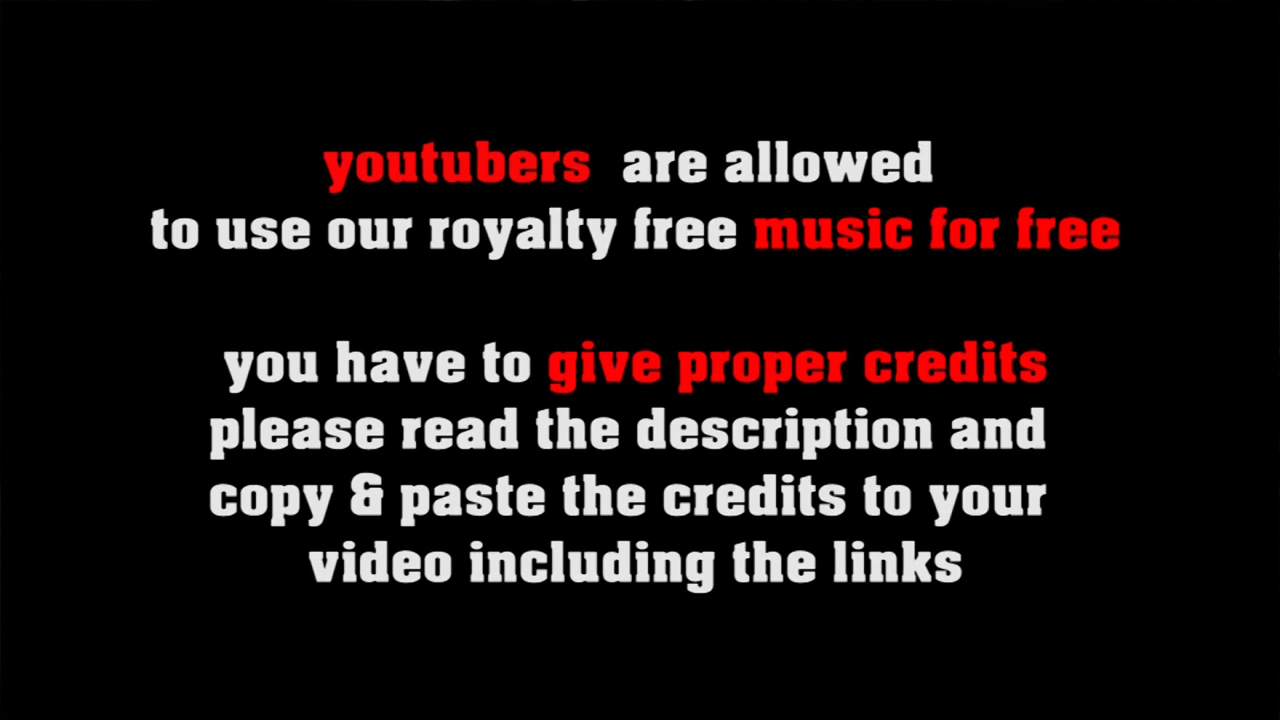 youtubers are allowed
to use our royalty free music for free
you have to give proper credits
please read the description and
copy & paste the credits to your
video including the links